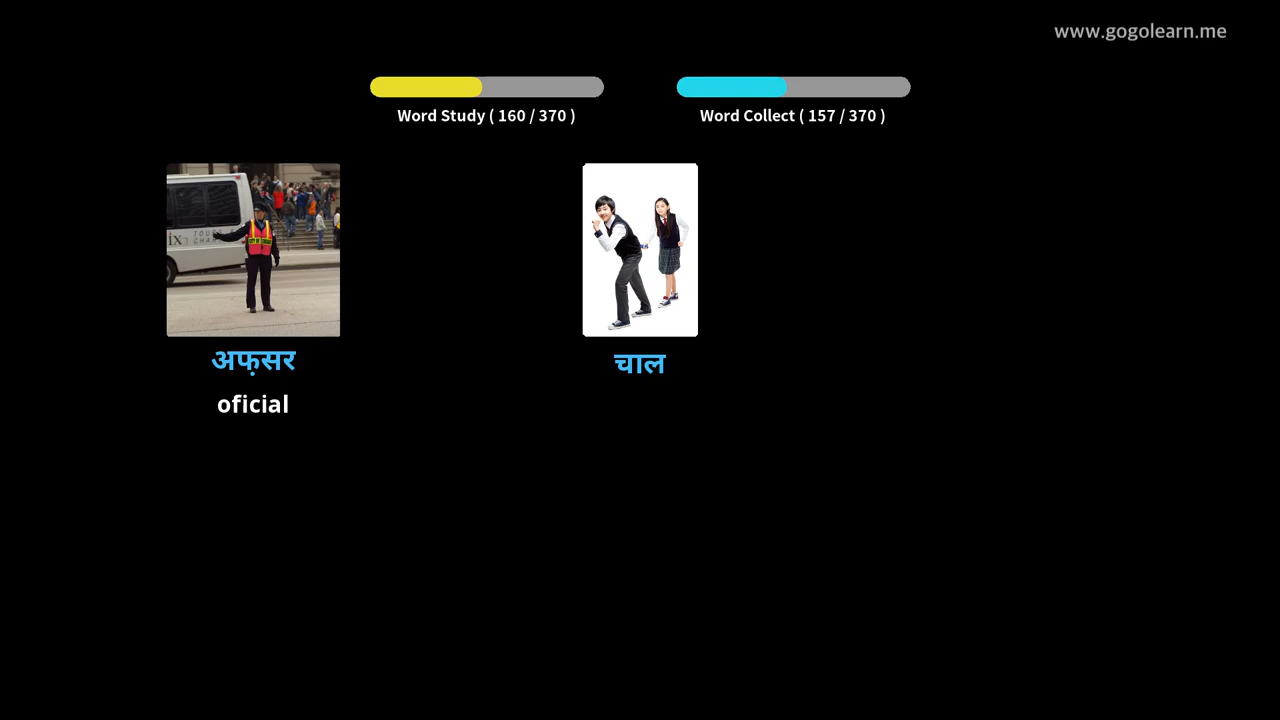 www.gogolearn.me
Word Study ( 160 / 370 )
Word Collect ( 157 / 370 )
अफ़सर
चाल
oficial